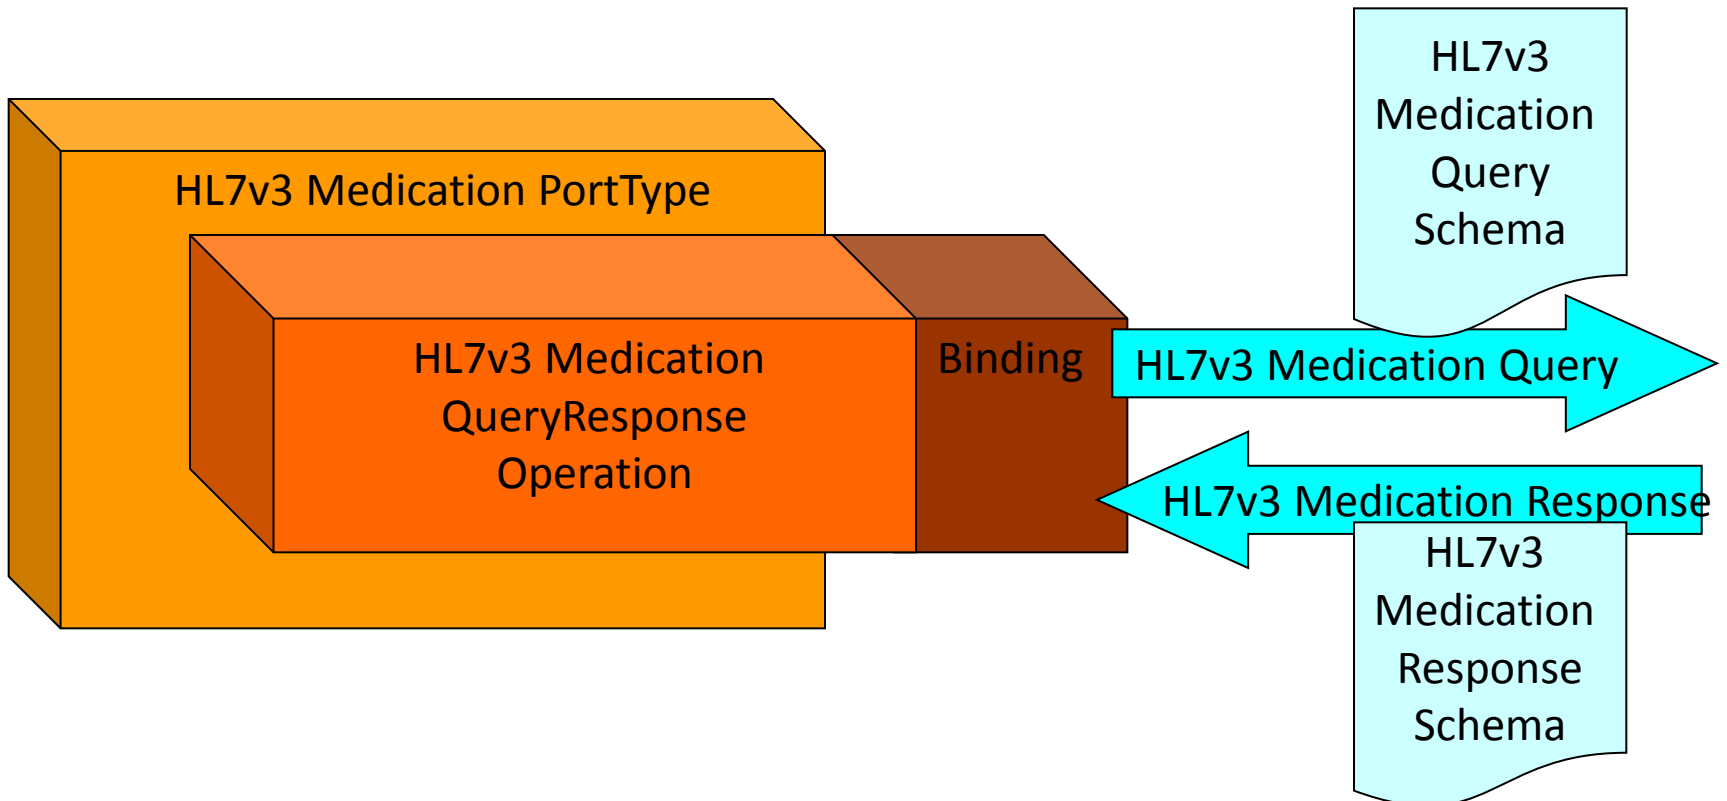 HL7v3 Medication PortType
HL7v3 Medication
QueryResponse
Operation
Binding
HL7v3
Medication
Query
Schema
HL7v3 Medication Query
HL7v3 Medication Response
HL7v3
Medication
Response
Schema